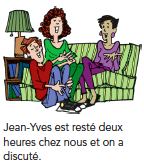 Jean-Yves est resté deux
heures chez nous et on a
discuté.